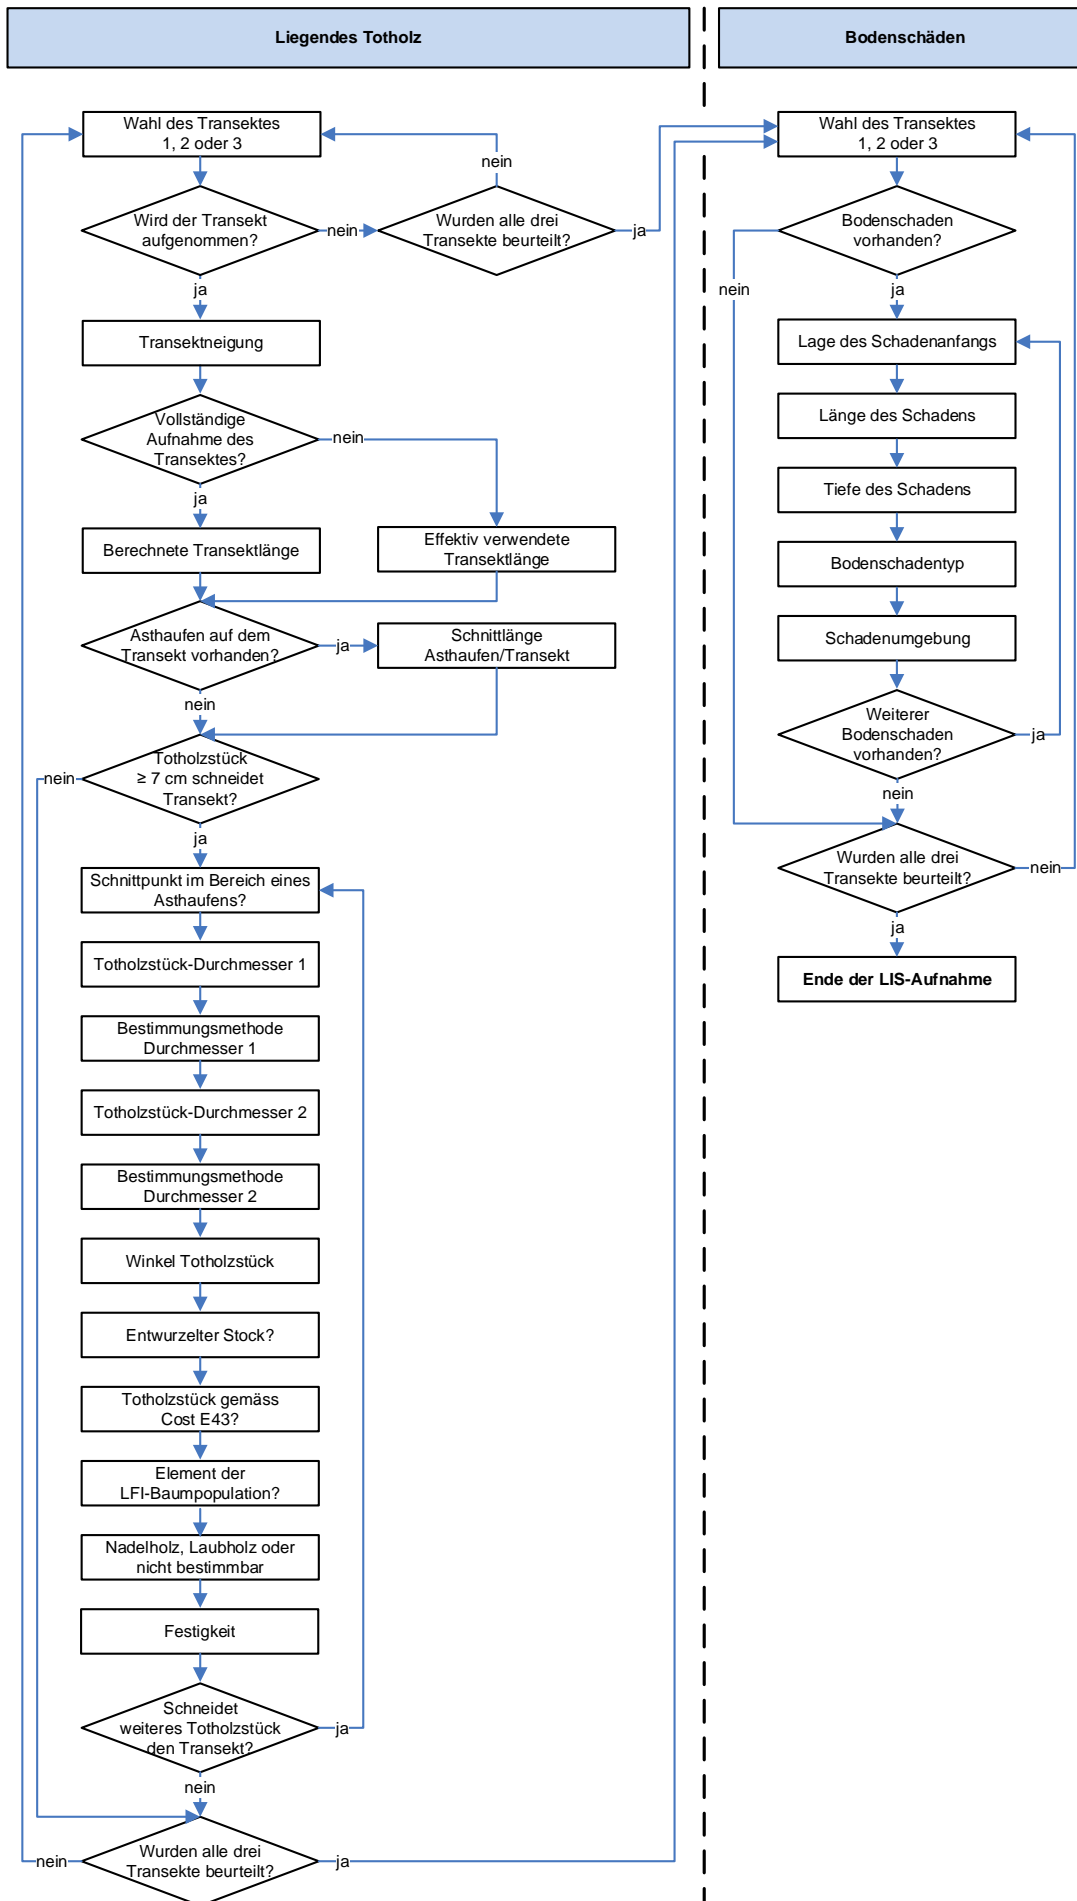 Liegendes Totholz
Wahl des Transektes
1, 2 oder 3
nein
Wird der Transekt
aufgenommen?
nein
Wurden alle drei
Transekte beurteilt?
ja
ja
Transektneigung
Vollständige
Aufnahme des
Transektes?
nein
ja
Berechnete Transektlänge
Effektiv verwendete
Transektlänge
Asthaufen auf dem
Transekt vorhanden?
ja
Schnittlänge
Asthaufen/Transekt
nein
Totholzstück
≥ 7 cm schneidet
Transekt?
nein
ja
Schnittpunkt im Bereich eines
Asthaufens?
Totholzstück-Durchmesser 1
Bestimmungsmethode
Durchmesser 1
Totholzstück-Durchmesser 2
Bestimmungsmethode
Durchmesser 2
Winkel Totholzstück
Entwurzelter Stock?
Totholzstück gemäss
Cost E43?
Element der
LFI-Baumpopulation?
Nadelholz, Laubholz oder
nicht bestimmbar
Festigkeit
Schneidet
weiteres Totholzstück
den Transekt?
ja
nein
Wurden alle drei
Transekte beurteilt?
nein
ja
Bodenschäden
Wahl des Transektes
1, 2 oder 3
Bodenschaden
vorhanden?
nein
ja
Lage des Schadenanfangs
Länge des Schadens
Tiefe des Schadens
Bodenschadentyp
Schadenumgebung
Weiterer
Bodenschaden
vorhanden?
ja
nein
Wurden alle drei
Transekte beurteilt?
nein
ja
Ende der LIS-Aufnahme